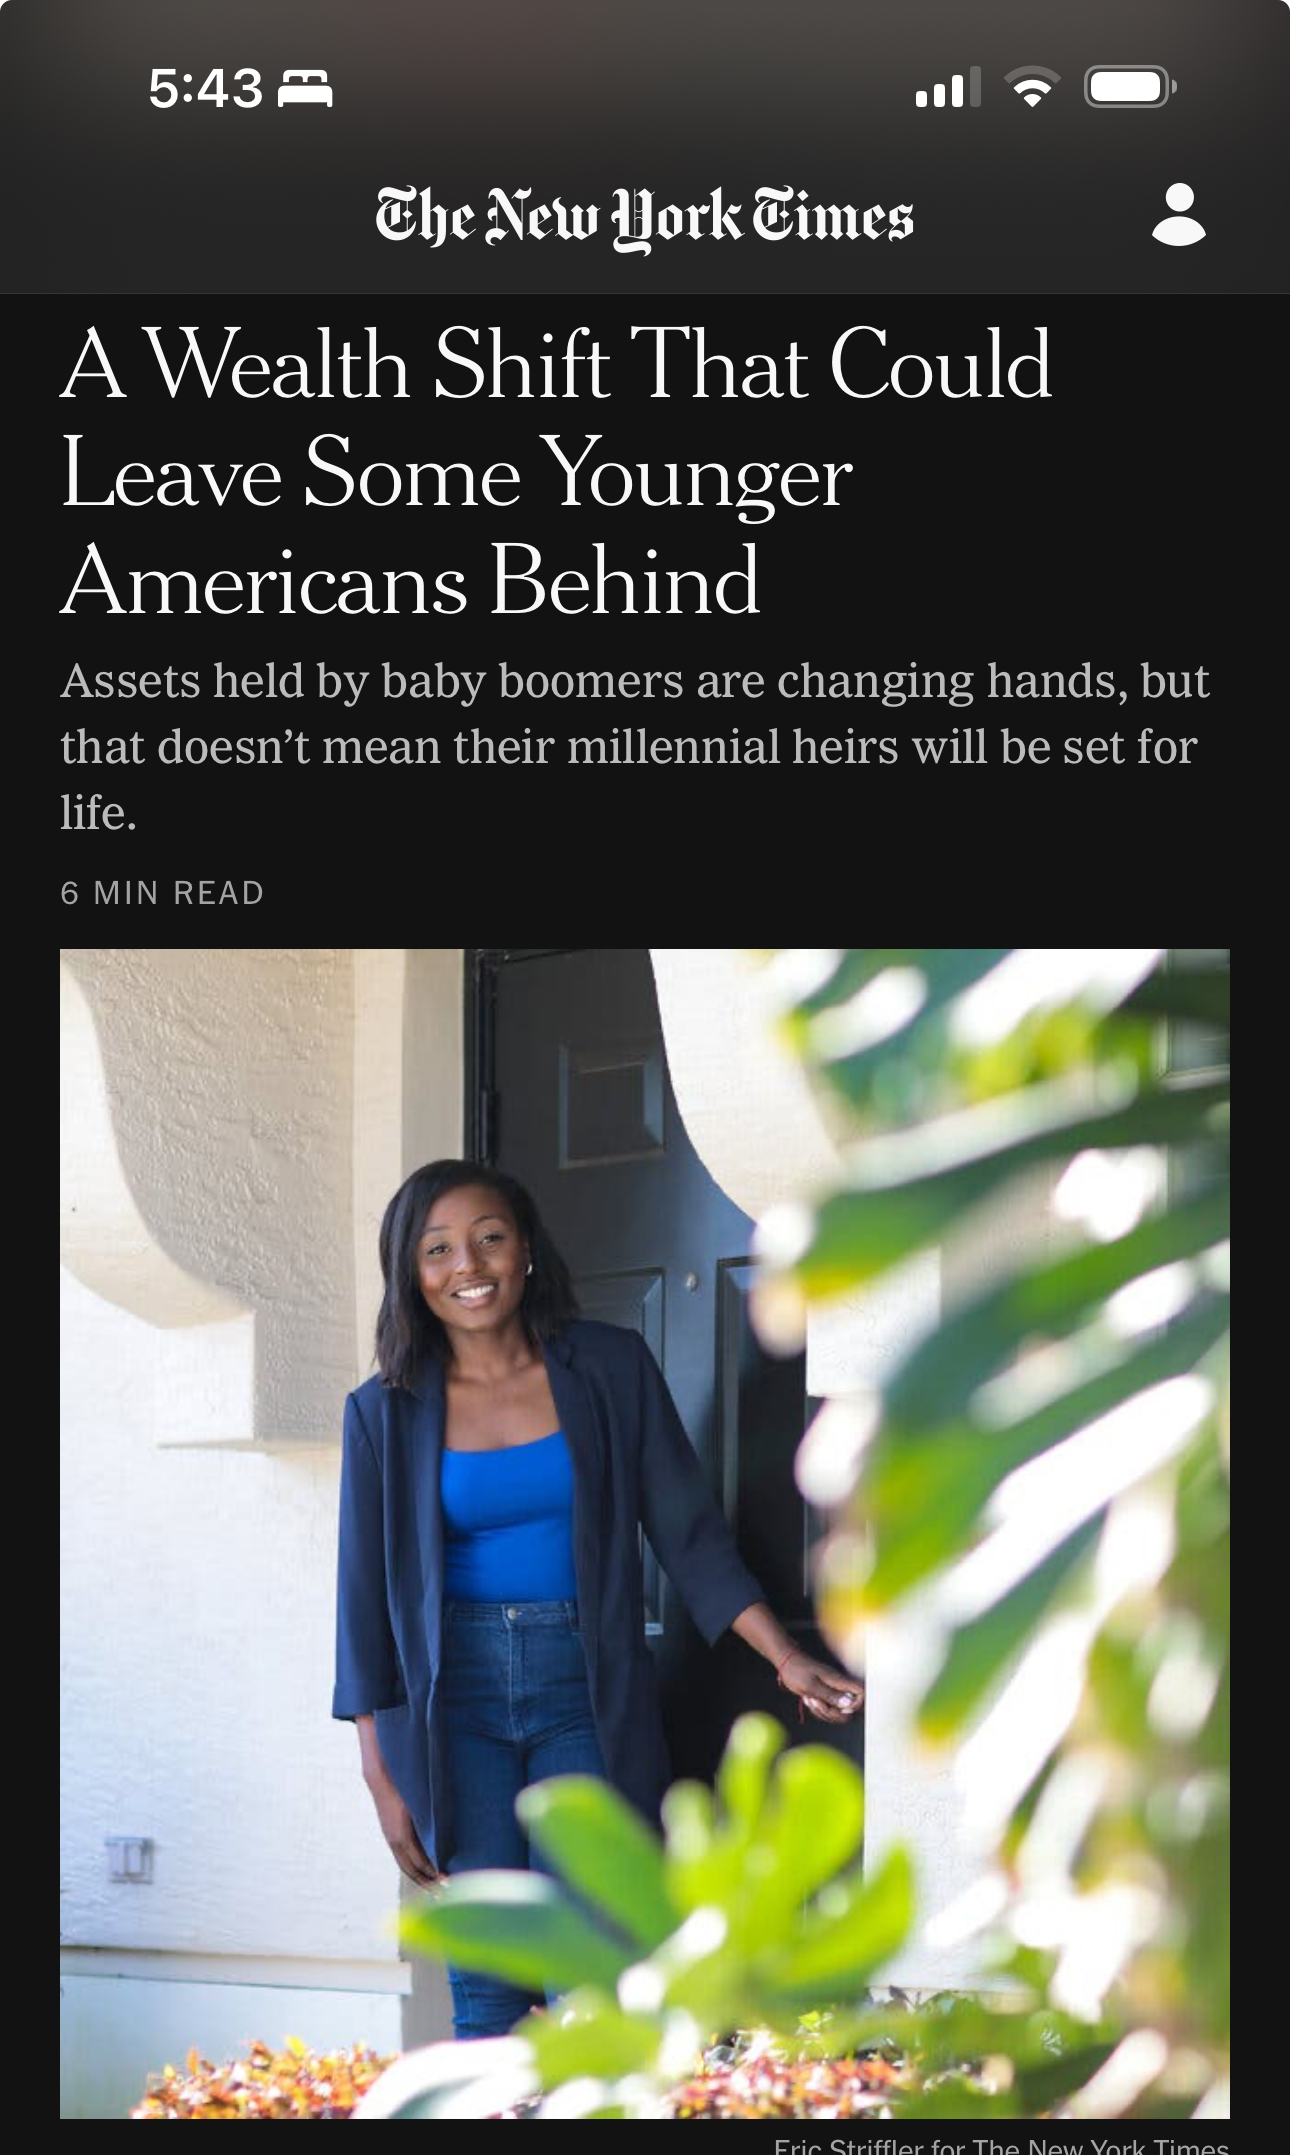 5:43
The New York Times
A Wealth Shift That Could
Leave Some Younger
Americans Behind
Assets held by baby boomers are changing hands, but
that doesn’t mean their millennial heirs will be set for
life.
6 MIN READ
Eric Striffler for The New York Times